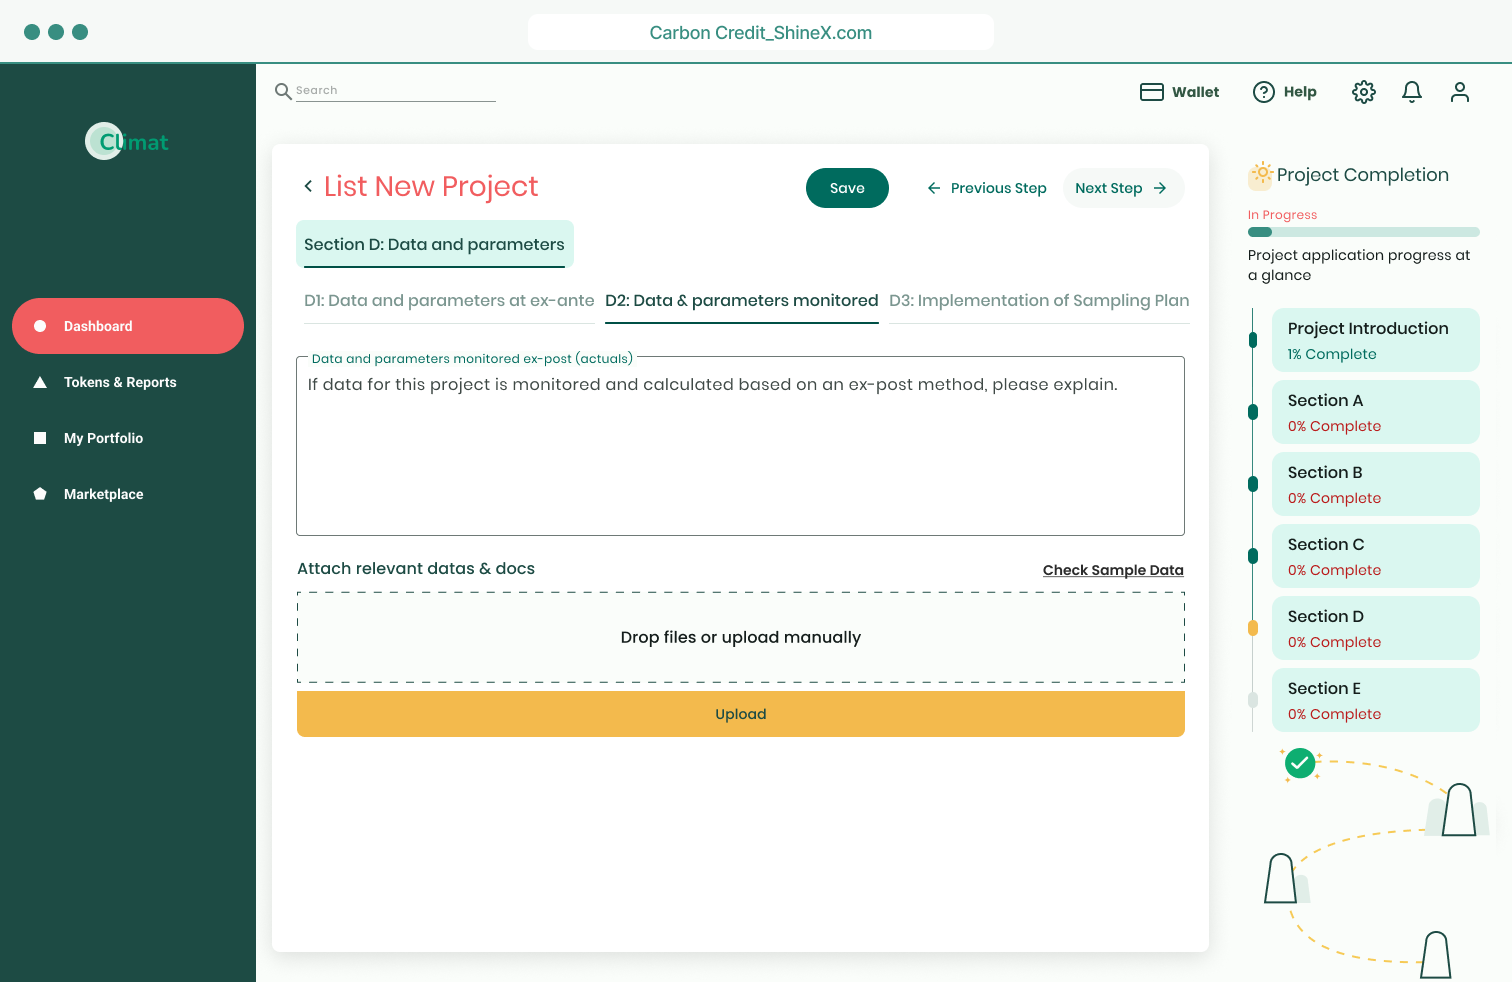 Carbon Credit_ShineX.com
Search
Wallet
Help
Climat
Dashboard
Tokens & Reports
My Portfolio
Marketplace
List New Project
Save
Previous Step
Next Step
Section D: Data and parameters
D1: Data and parameters at ex-ante
D2: Data & parameters monitored
D3: Implementation of Sampling Plan
Data and parameters monitored ex-post (actuals)
If data for this project is monitored and calculated based on an ex-post method, please explain.
Attach relevant datas & docs
Check Sample Data
Drop files or upload manually
Upload
Project Completion
In Progress
Project application progress at
a glance
Project Introduction
1% Complete
Section A
0% Complete
Section B
0% Complete
Section C
0% Complete
Section D
0% Complete
Section E
0% Complete